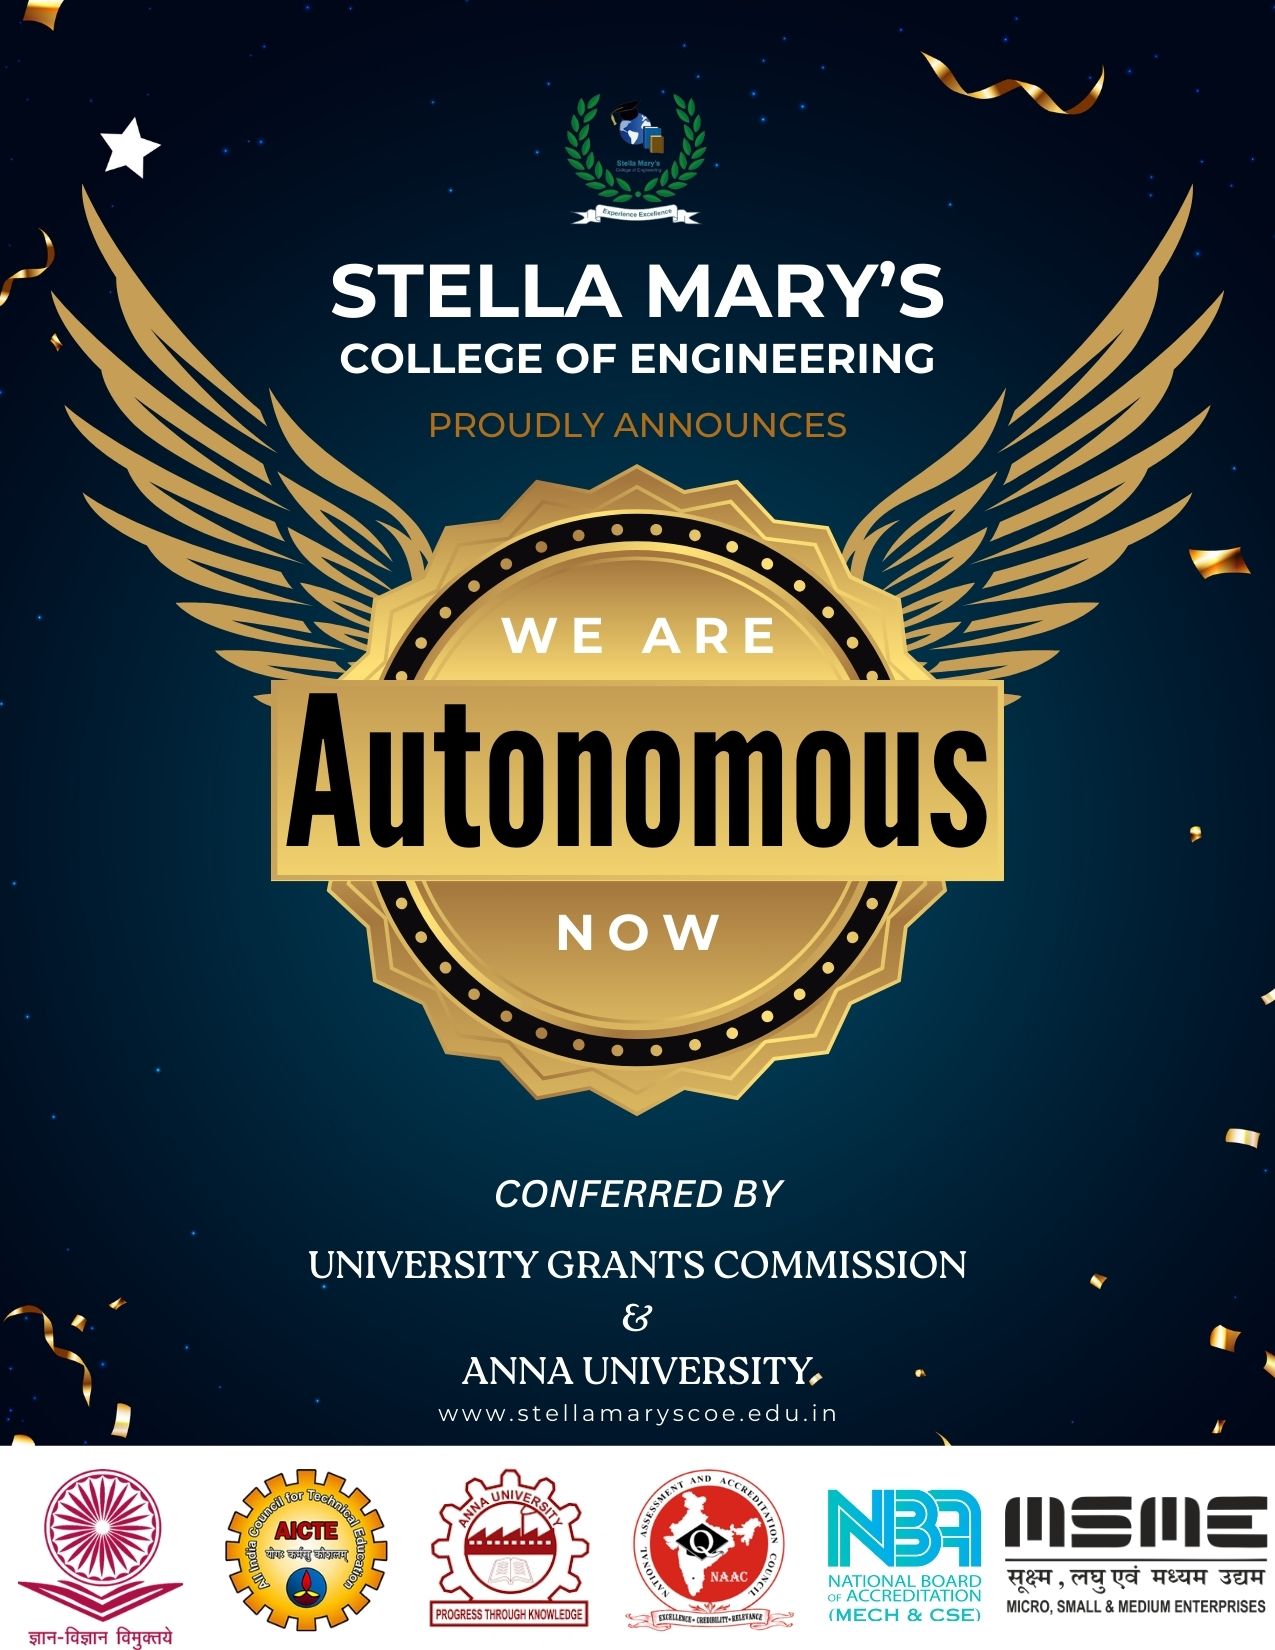 Stella Mary's
College of Engineering
Experience Excellence
STELLA MARY'S
COLLEGE OF ENGINEERING
PROUDLY ANNOUNCES
WE ARE
Autonomous
NOW
CONFERRED BY
UNIVERSITY GRANTS COMMISSION
&
ANNA UNIVERSITY
www.stellamaryscoe.edu.in
ज्ञान-विज्ञान विमुक्तये
All India Council for Technical Education
AICTE
योगः कर्मसु कौशलम्
ANNA UNIVERSITY
PROGRESS THROUGH KNOWLEDGE
NATIONAL ASSESSMENT AND ACCREDITATION COUNCIL
Q
NAAC
EXCELLENCE • CREDIBILITY • RELEVANCE
NBA
NATIONAL BOARD
OF ACCREDITATION
(MECH & CSE)
MSME
सूक्ष्म , लघु एवं मध्यम उद्यम
MICRO, SMALL & MEDIUM ENTERPRISES